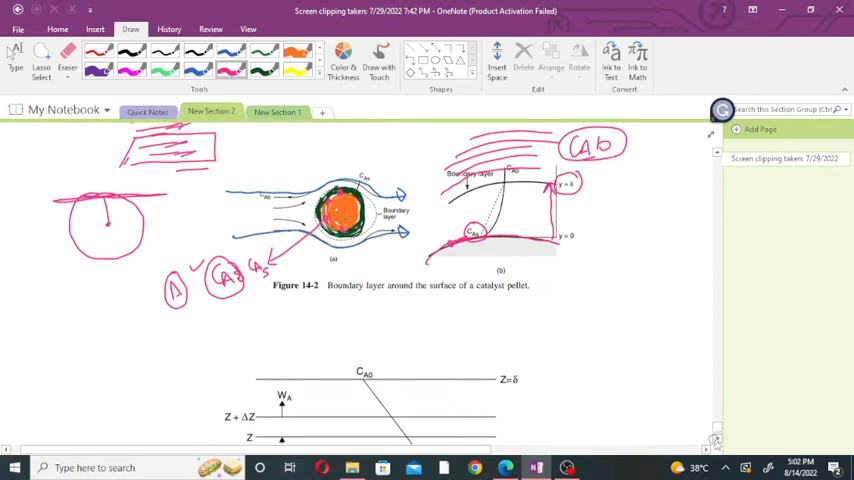 Screen clipping taken: 7/29/2022 7:42 PM - OneNote (Product Activation Failed)
File Home Insert Draw History Review View
Type
Lasso Select
Eraser
Color & Thickness
Draw with Touch
Insert Space
Delete
Arrange
Rotate
Ink to Text
Ink to Math
Tools
Shapes
Edit
Convert
My Notebook
Quick Notes
New Section 2
New Section 1
Search this Section Group (Ctrl
Add Page
Screen clipping taken: 7/29/2022
CAb
CAs
CAb
Boundary layer
y = δ
CAb
Boundary layer
CAs
y = 0
A
CAs
(a)
(b)
Figure 14-2 Boundary layer around the surface of a catalyst pellet.
CA0
Z=δ
WA
Z + ΔZ
Z
Type here to search
38°C
5:02 PM
8/14/2022